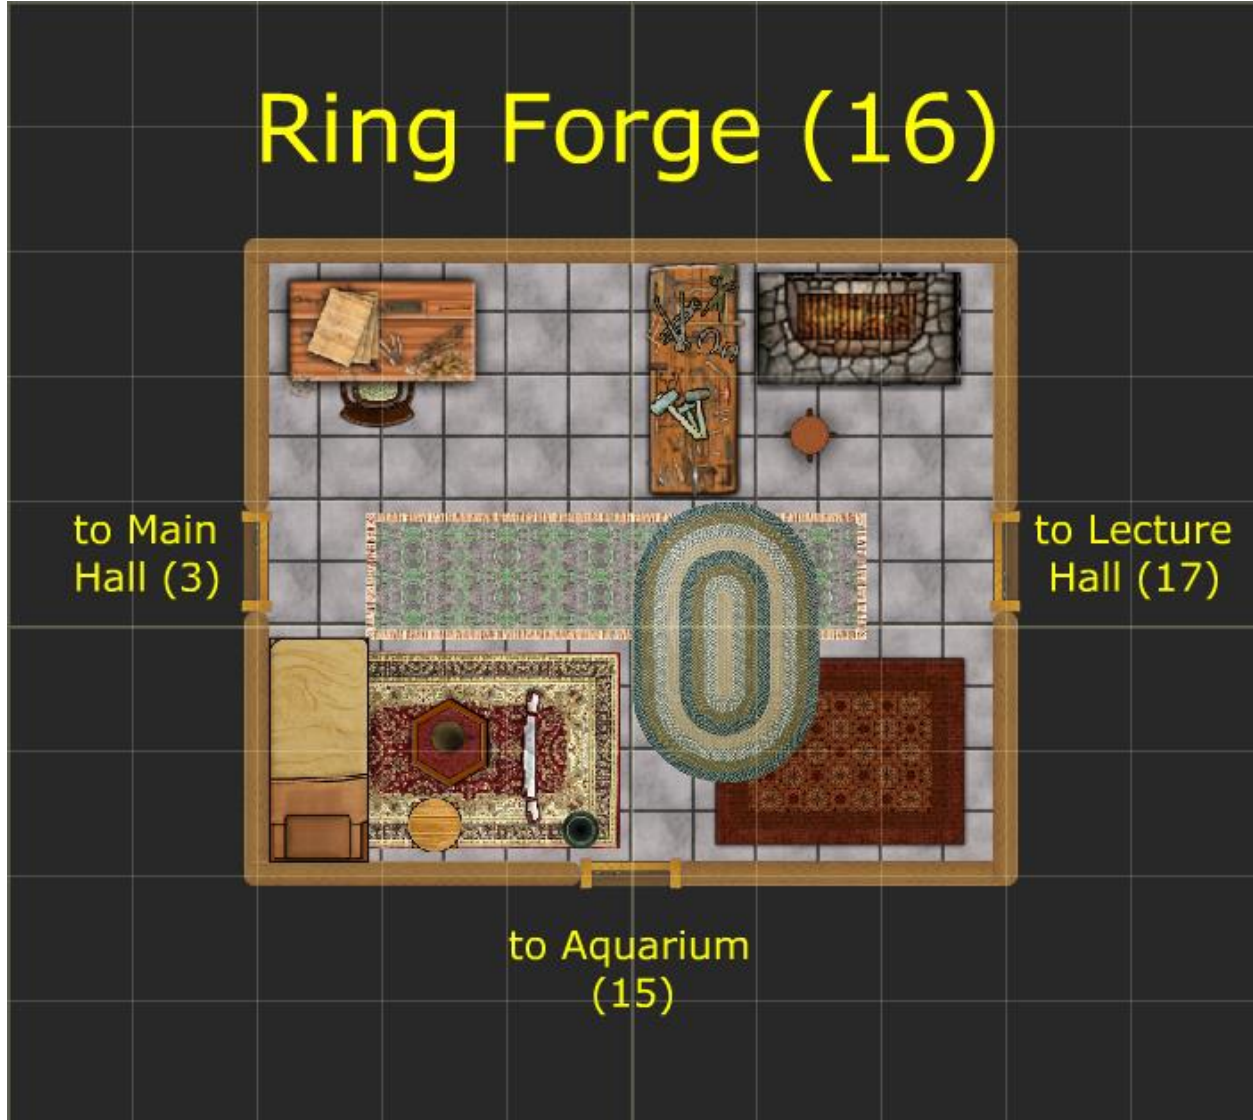 Ring Forge (16)
to Main
Hall (3)
to Lecture
Hall (17)
to Aquarium
(15)